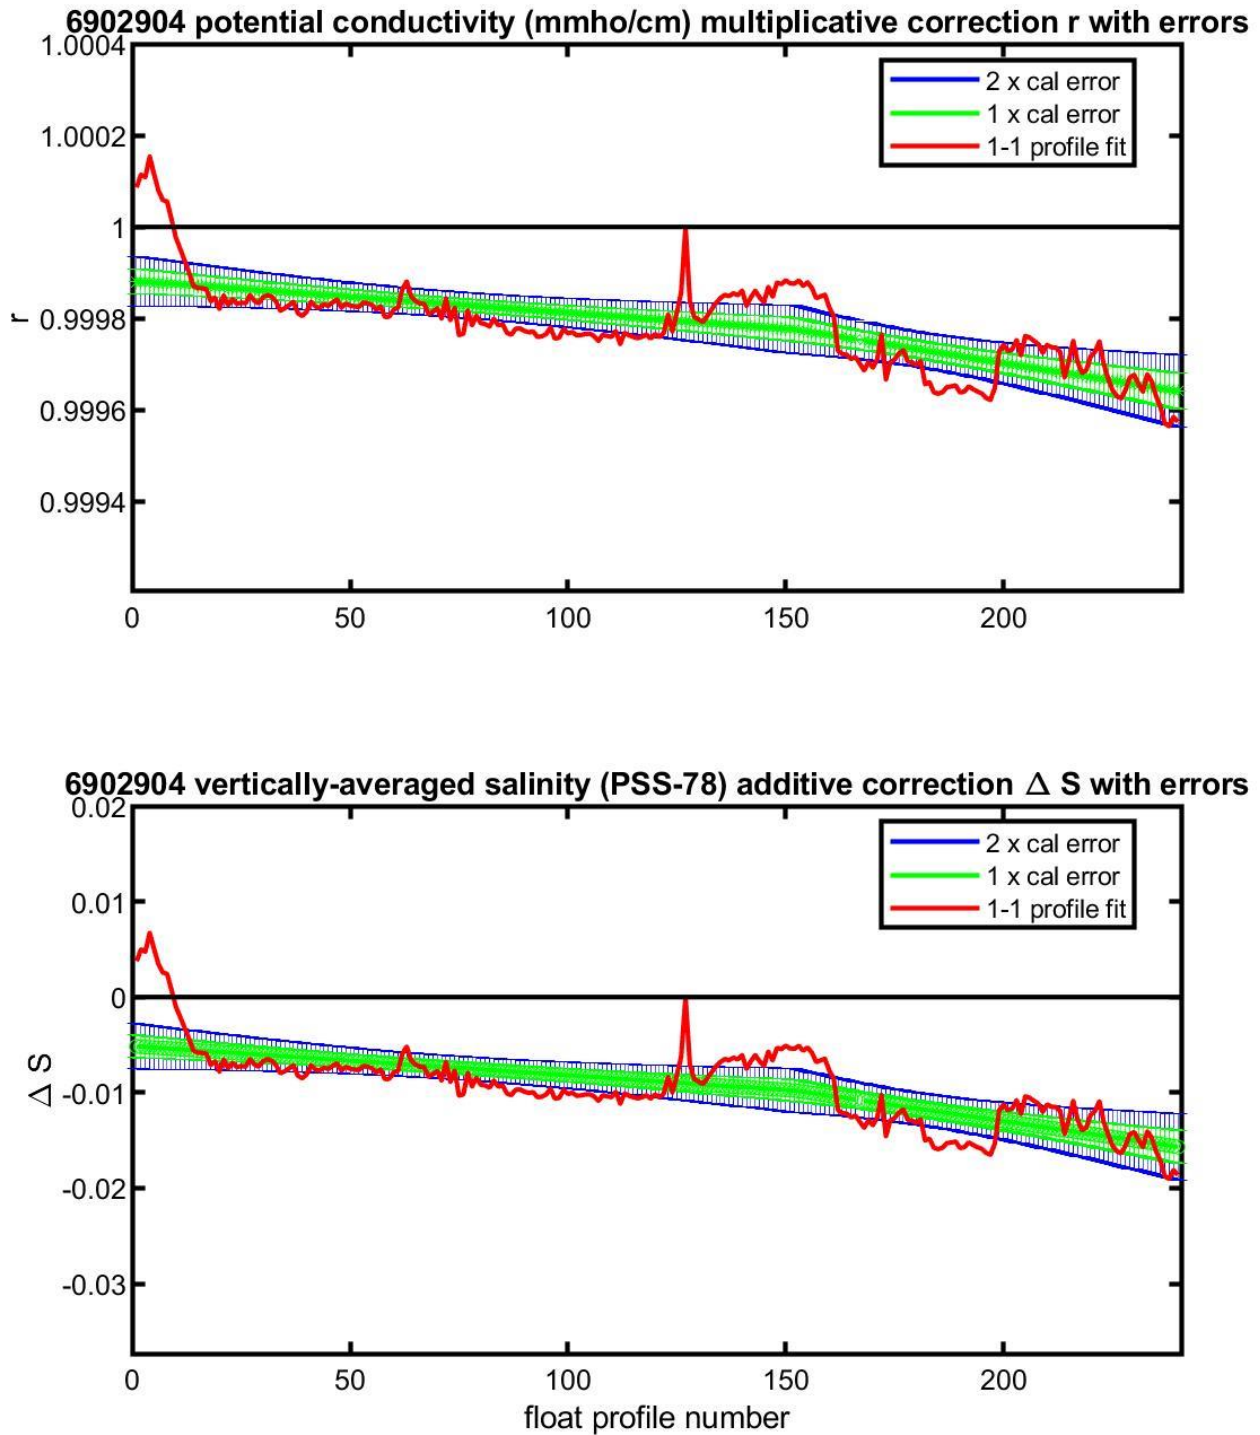 6902904 potential conductivity (mmho/cm) multiplicative correction r with errors
1.0004
1.0002
1
0.9998
0.9996
0.9994
r
2 x cal error
1 x cal error
1-1 profile fit
0 50 100 150 200
6902904 vertically-averaged salinity (PSS-78) additive correction Δ S with errors
0.02
0.01
0
-0.01
-0.02
-0.03
Δ S
2 x cal error
1 x cal error
1-1 profile fit
0 50 100 150 200
float profile number